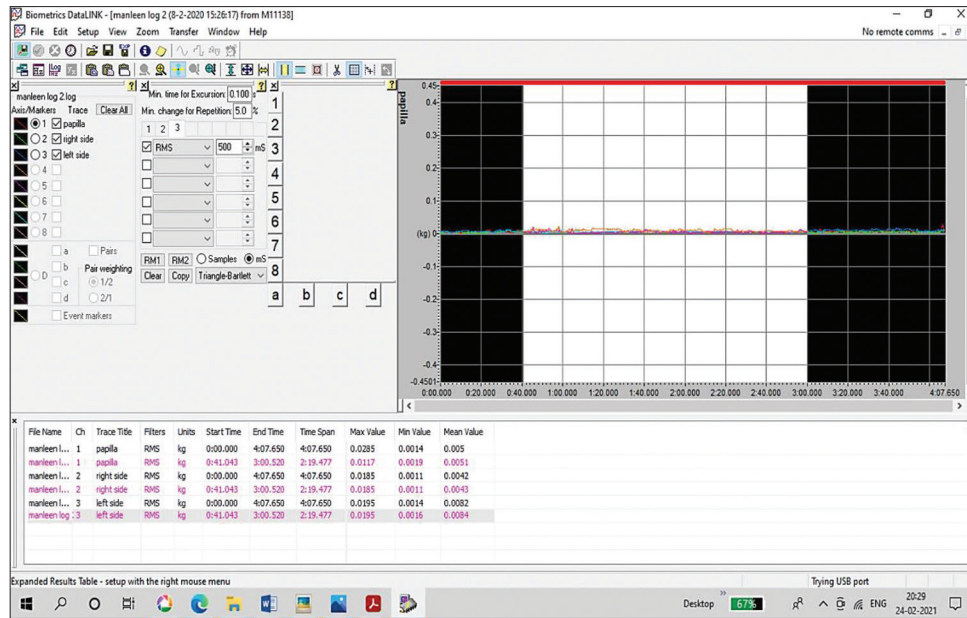 Biometrics DataLINK - [manleen log 2 (8-2-2020 15:26:17) from M11138]
File Edit Setup View Zoom Transfer Window Help
No remote comms
manleen log 2.log
Axis/Markers Trace Clear All
1 papilla
2 right side
3 left side
4
5
6
7
8
a Pairs
b Pair weighting
D
c 1/2
d 2/1
Event markers
Min. time for Excursion: 0.100 s
Min. change for Repetition: 5.0 %
1 2 3
RMS 500 mS
RM1 RM2 Samples mS
Clear Copy Triangle-Bartlett
1
2
3
4
5
6
7
8
a b c d
papilla
0.45
0.4
0.3
0.2
0.1
(kg) 0
-0.1
-0.2
-0.3
-0.4
-0.4501
0:00.000 0:20.000 0:40.000 1:00.000 1:20.000 1:40.000 2:00.000 2:20.000 2:40.000 3:00.000 3:20.000 3:40.000 4:07.650
File Name Ch Trace Title Filters Units Start Time End Time Time Span Max Value Min Value Mean Value
manleen l... 1 papilla RMS kg 0:00.000 4:07.650 4:07.650 0.0285 0.0014 0.005
manleen l... 1 papilla RMS kg 0:41.043 3:00.520 2:19.477 0.0117 0.0019 0.0051
manleen l... 2 right side RMS kg 0:00.000 4:07.650 4:07.650 0.0185 0.0011 0.0042
manleen l... 2 right side RMS kg 0:41.043 3:00.520 2:19.477 0.0185 0.0011 0.0043
manleen l... 3 left side RMS kg 0:00.000 4:07.650 4:07.650 0.0195 0.0014 0.0082
manleen log 3 left side RMS kg 0:41.043 3:00.520 2:19.477 0.0195 0.0016 0.0084
Expanded Results Table - setup with the right mouse menu
Trying USB port
Desktop 67% ENG 20:29
24-02-2021